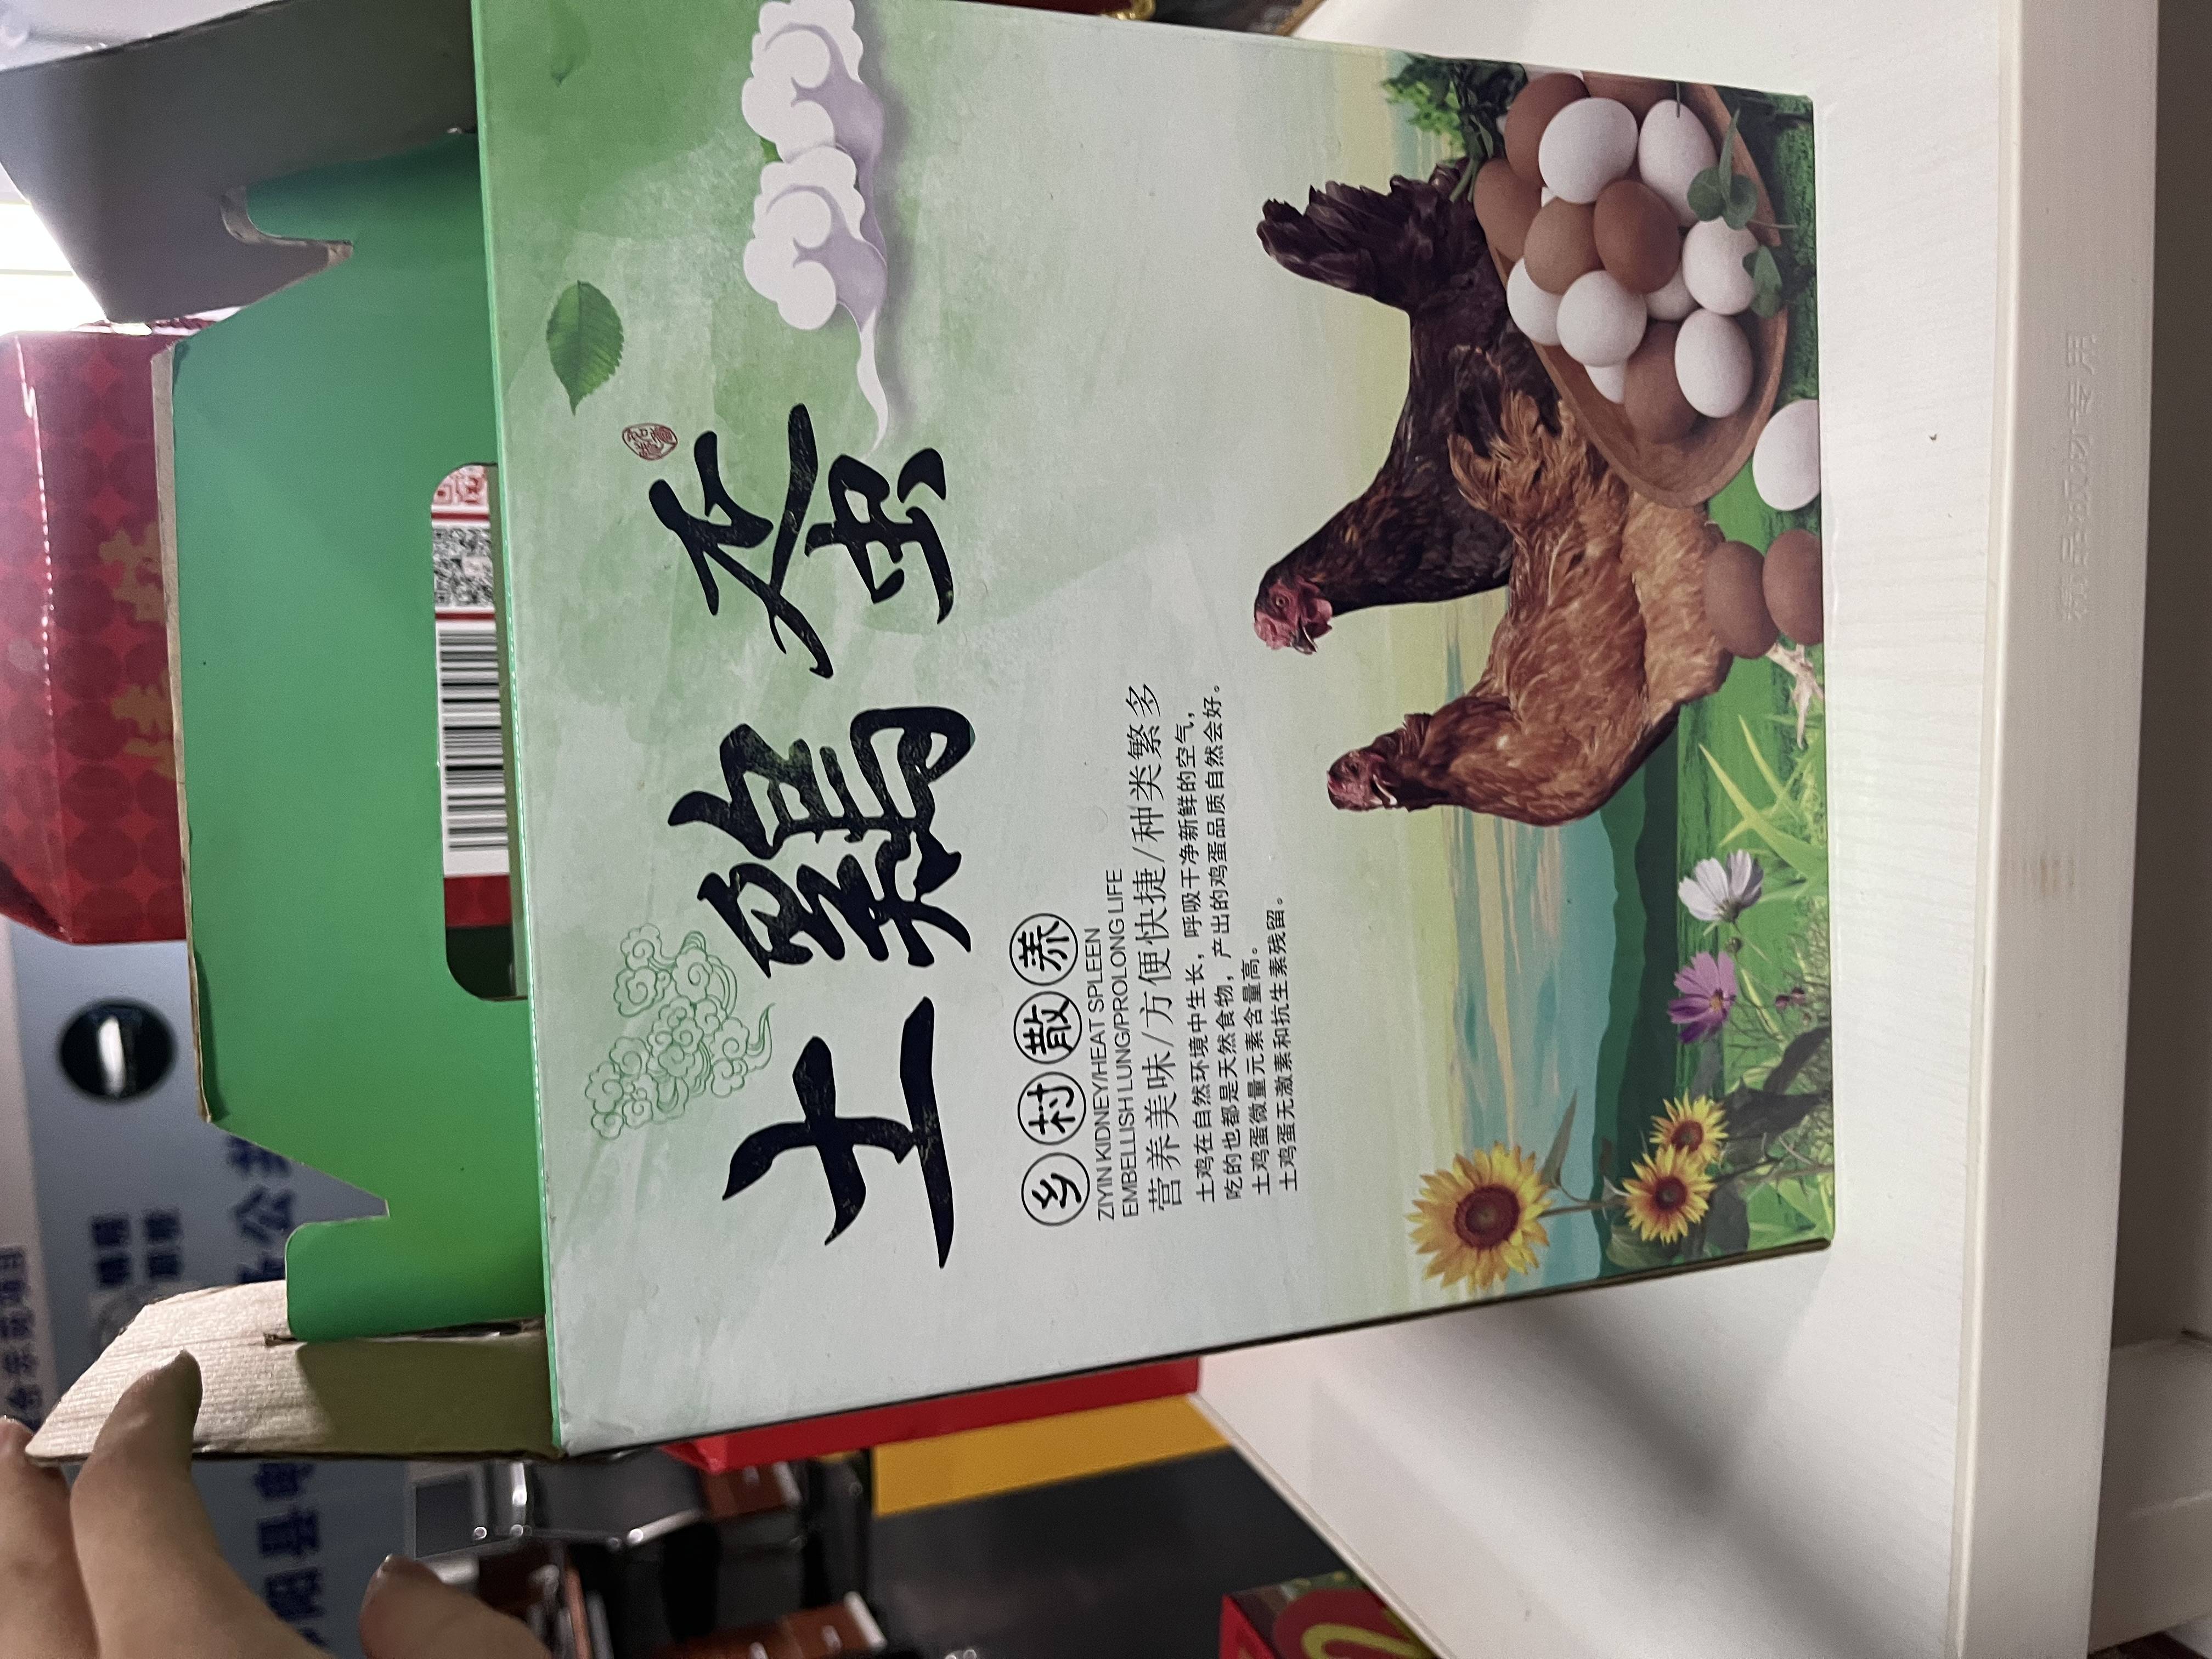 土鷄蛋
乡村散养
ZIYIN KIDNEY/HEAT SPLEEN
EMBELLISH LUNG/PROLONG LIFE
营养美味/方便快捷/种类繁多
土鸡在自然环境中生长，呼吸干净新鲜的空气，
吃的也都是天然食物，产出的鸡蛋品质自然会好。
土鸡蛋微量元素含量高。
土鸡蛋无激素和抗生素残留。